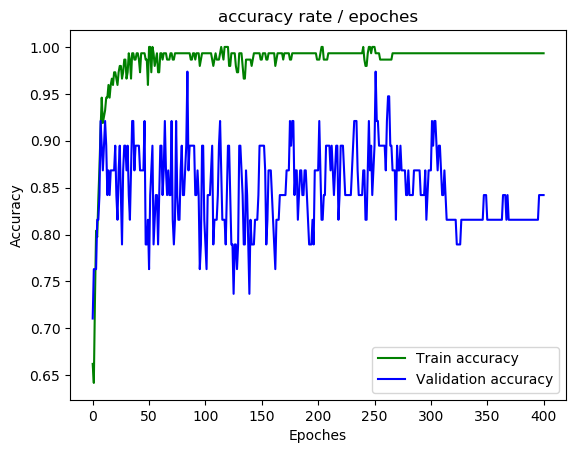 accuracy rate / epoches
1.00
0.95
0.90
0.85
0.80
0.75
0.70
0.65
Accuracy
0 50 100 150 200 250 300 350 400
Epoches
Train accuracy
Validation accuracy